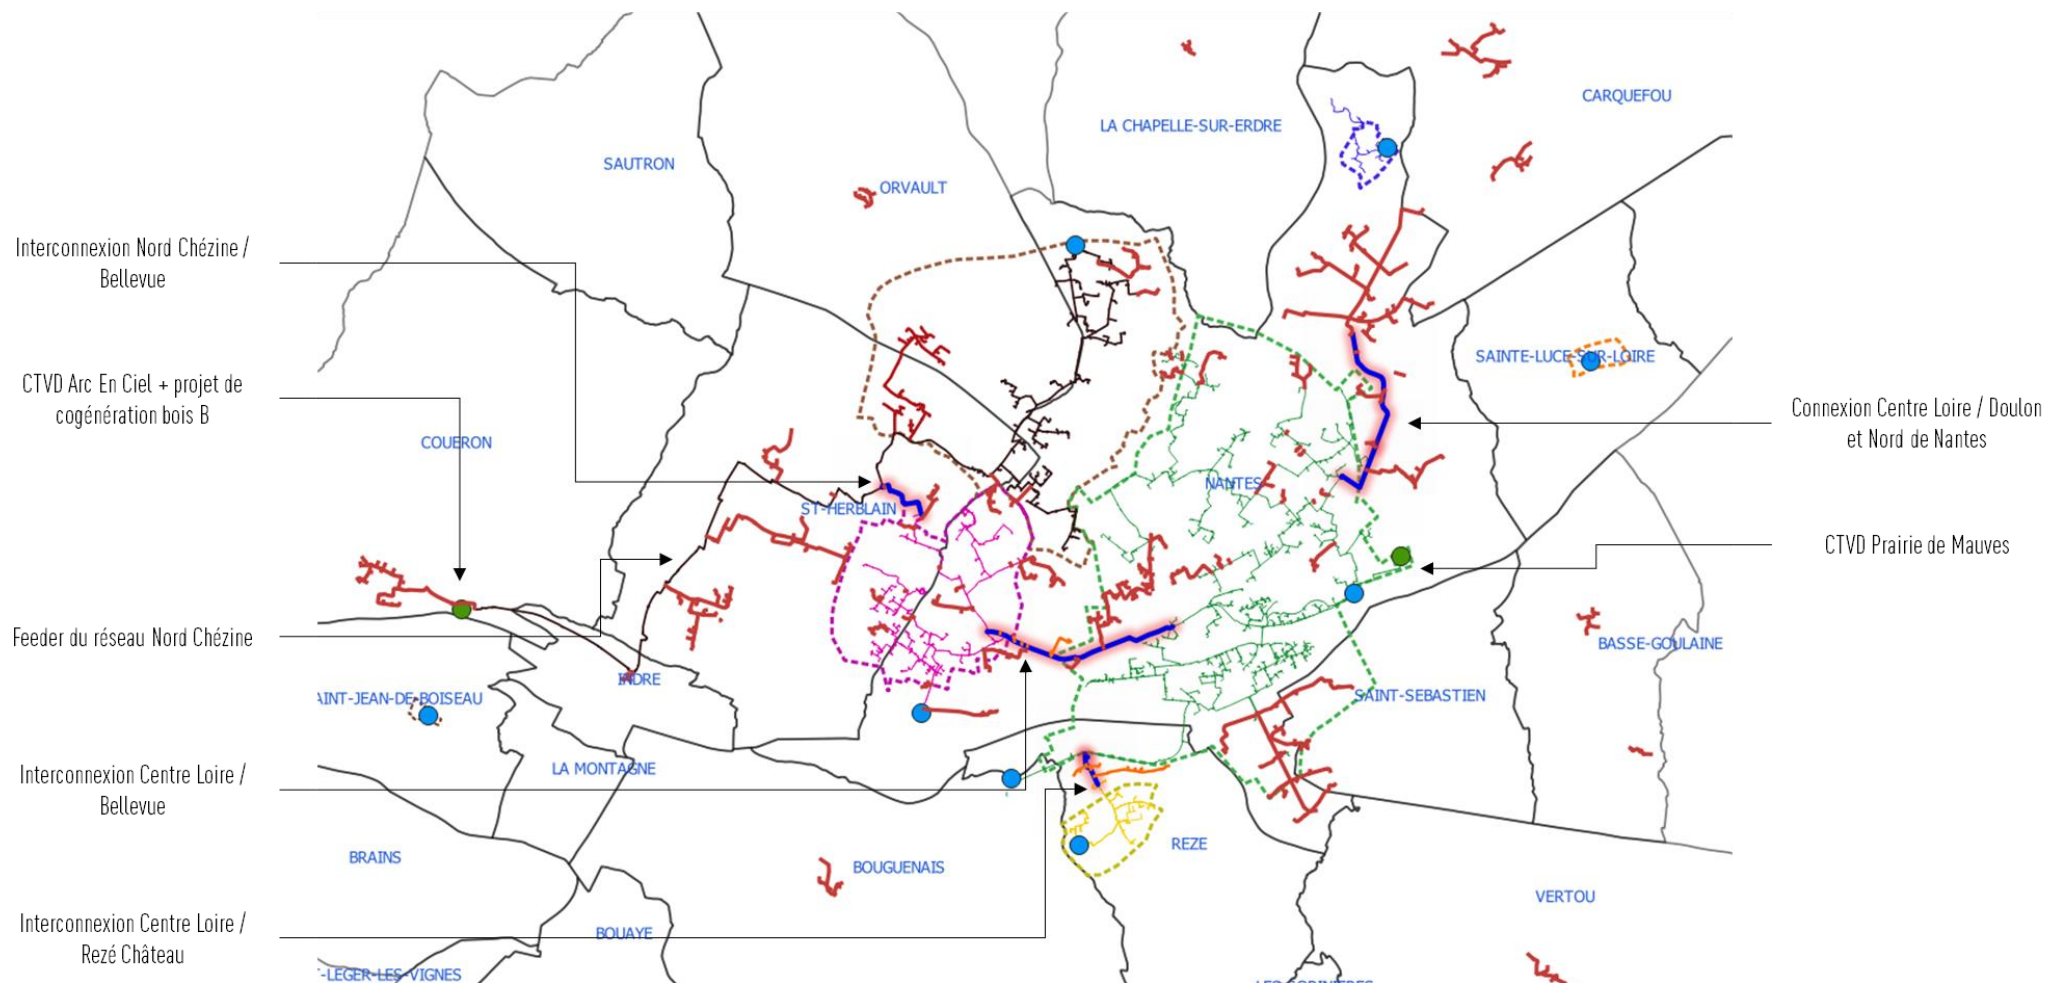 Interconnexion Nord Chézine /
Bellevue
CTVD Arc En Ciel + projet de
cogénération bois B
Feeder du réseau Nord Chézine
Interconnexion Centre Loire /
Bellevue
Interconnexion Centre Loire /
Rezé Château
SAUTRON
ORVAULT
LA CHAPELLE-SUR-ERDRE
CARQUEFOU
SAINTE-LUCE-SUR-LOIRE
COUERON
ST-HERBLAIN
NANTES
INDRE
AINT-JEAN-DE-BOISEAU
LA MONTAGNE
SAINT-SEBASTIEN
BASSE-GOULAINE
BRAINS
BOUGUENAIS
REZE
VERTOU
BOUAYE
T-LEGER-LES-VIGNES
Connexion Centre Loire / Doulon
et Nord de Nantes
CTVD Prairie de Mauves